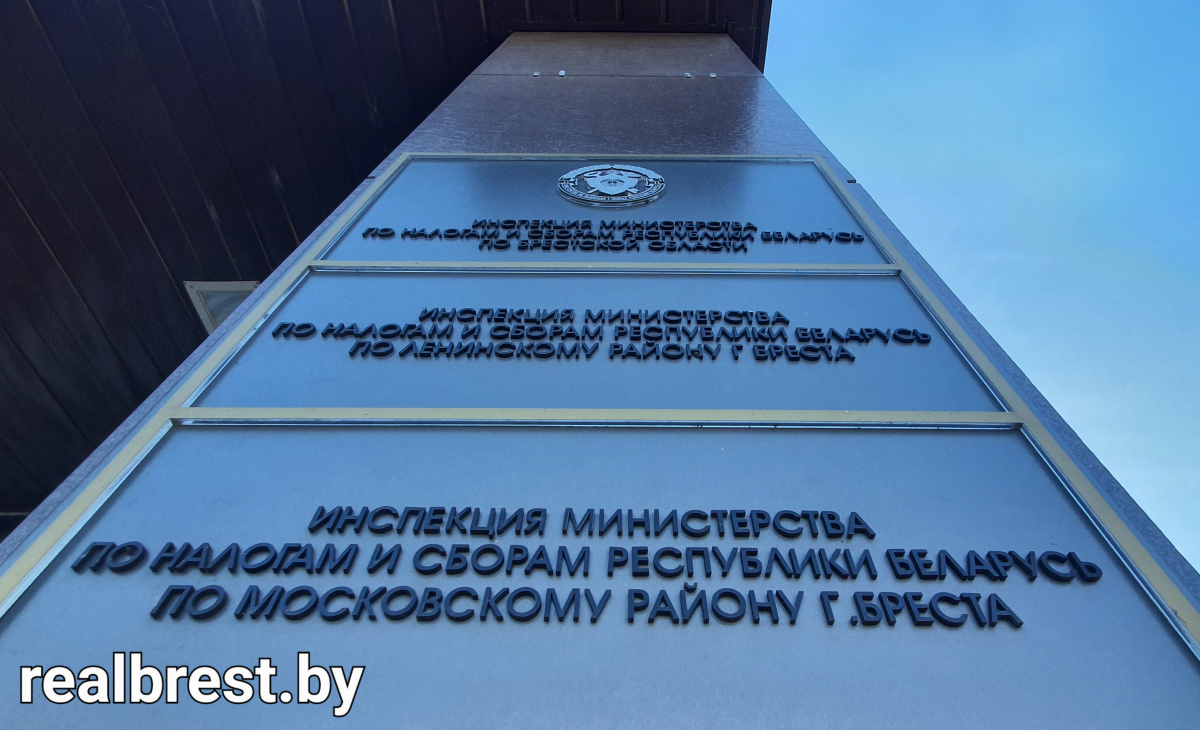 ИНСПЕКЦИЯ МИНИСТЕРСТВА
ПО НАЛОГАМ И СБОРАМ РЕСПУБЛИКИ БЕЛАРУСЬ
ПО БРЕСТСКОЙ ОБЛАСТИ
ИНСПЕКЦИЯ МИНИСТЕРСТВА
ПО НАЛОГАМ И СБОРАМ РЕСПУБЛИКИ БЕЛАРУСЬ
ПО ЛЕНИНСКОМУ РАЙОНУ Г БРЕСТА
ИНСПЕКЦИЯ МИНИСТЕРСТВА
ПО НАЛОГАМ И СБОРАМ РЕСПУБЛИКИ БЕЛАРУСЬ
ПО МОСКОВСКОМУ РАЙОНУ Г.БРЕСТА
realbrest.by